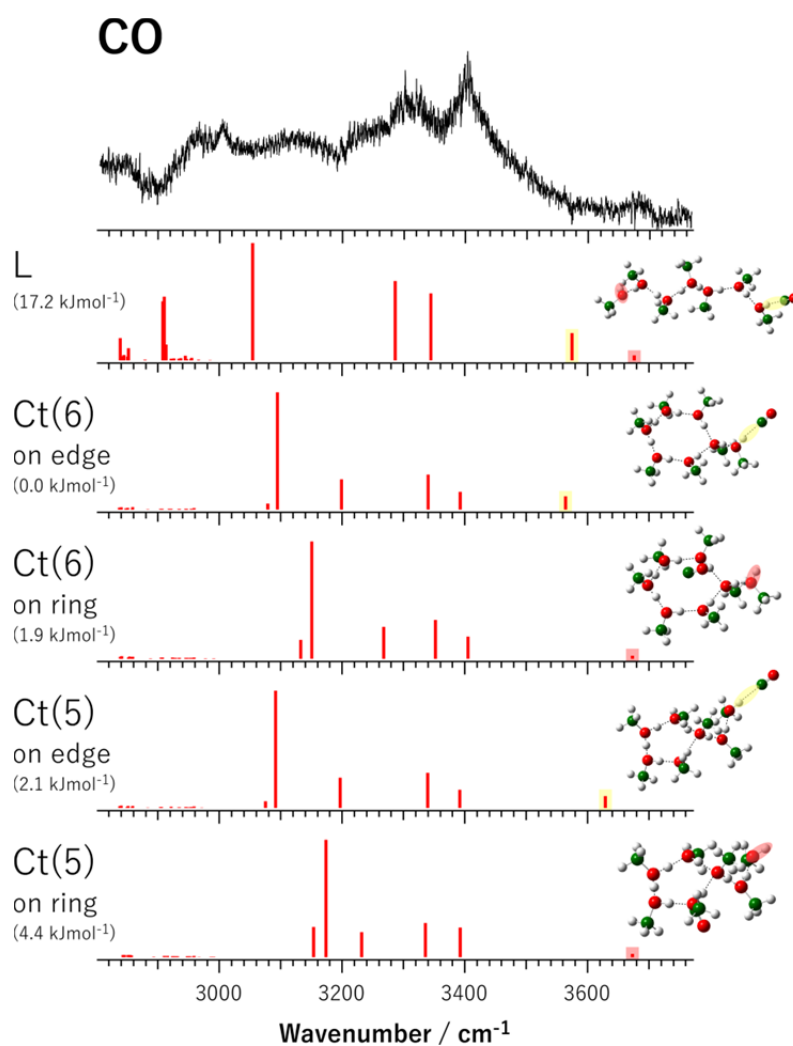 CO
L
(17.2 kJmol⁻¹)
Ct(6)
on edge
(0.0 kJmol⁻¹)
Ct(6)
on ring
(1.9 kJmol⁻¹)
Ct(5)
on edge
(2.1 kJmol⁻¹)
Ct(5)
on ring
(4.4 kJmol⁻¹)
3000 3200 3400 3600
Wavenumber / cm⁻¹